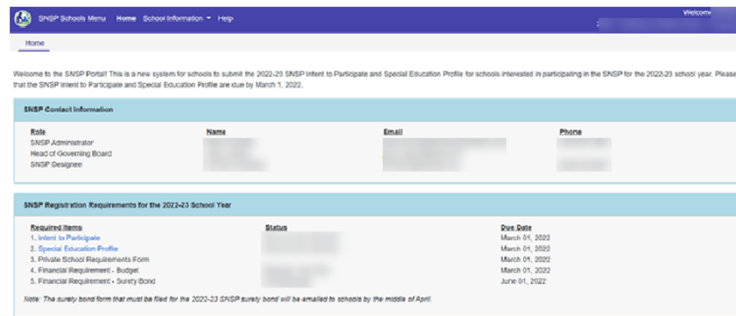 SNSP Schools Menu Home School Information Help Welcome
Home
Welcome to the SNSP Portal! This is a new system for schools to submit the 2022-23 SNSP Intent to Participate and Special Education Profile for schools interested in participating in the SNSP for the 2022-23 school year. Please
that the SNSP Intent to Participate and Special Education Profile are due by March 1, 2022.
SNSP Contact Information
Role Name Email Phone
SNSP Administrator
Head of Governing Board
SNSP Designee
SNSP Registration Requirements for the 2022-23 School Year
Required Items Status Due Date
1. Intent to Participate March 01, 2022
2. Special Education Profile March 01, 2022
3. Private School Requirements Form March 01, 2022
4. Financial Requirement - Budget March 01, 2022
5. Financial Requirement - Surety Bond June 01, 2022
Note: The surety bond form that must be filed for the 2022-23 SNSP surety bond will be emailed to schools by the middle of April.